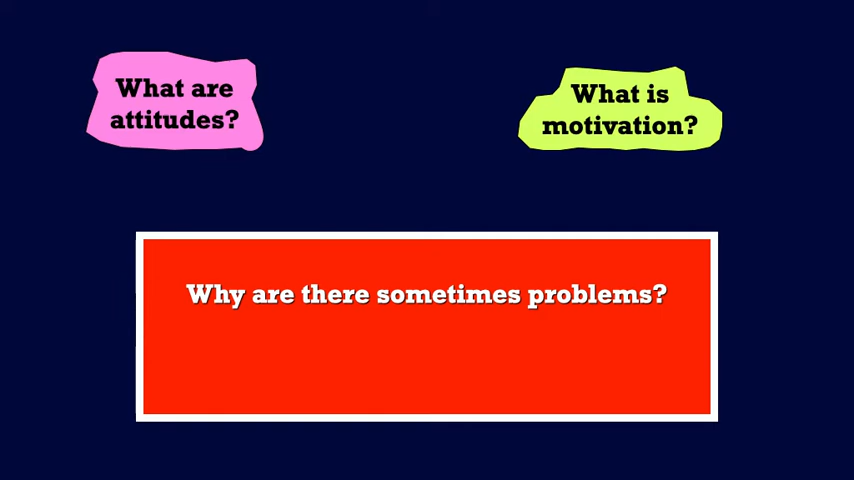 What are
attitudes?
What is
motivation?
Why are there sometimes problems?